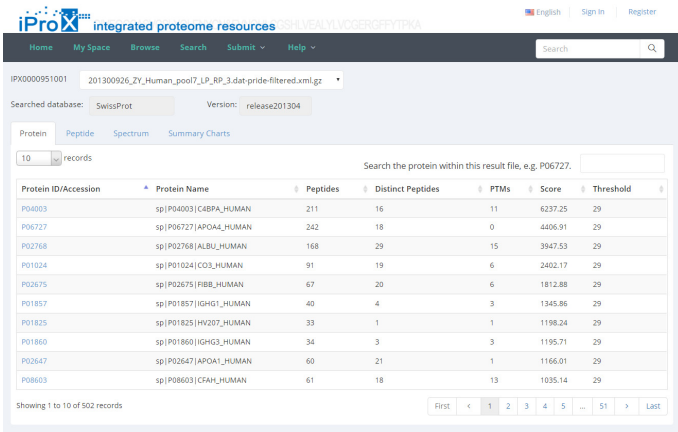 iProX integrated proteome resources GSHLVEALYLVCGERGFFYTPKA
English Sign In Register
Home My Space Browse Search Submit Help Search
IPX0000951001 201300926_ZY_Human_pool7_LP_RP_3.dat-pride-filtered.xml.gz
Searched database: SwissProt Version: release201304
Protein Peptide Spectrum Summary Charts
10 records
Search the protein within this result file, e.g. P06727.
Protein ID/Accession Protein Name Peptides Distinct Peptides PTMs Score Threshold
P04003 sp|P04003|C4BPA_HUMAN 211 16 11 6237.25 29
P06727 sp|P06727|APOA4_HUMAN 242 18 0 4406.91 29
P02768 sp|P02768|ALBU_HUMAN 168 29 15 3947.53 29
P01024 sp|P01024|CO3_HUMAN 91 19 6 2402.17 29
P02675 sp|P02675|FIBB_HUMAN 67 20 6 1812.88 29
P01857 sp|P01857|IGHG1_HUMAN 40 4 3 1345.86 29
P01825 sp|P01825|HV207_HUMAN 33 1 1 1198.24 29
P01860 sp|P01860|IGHG3_HUMAN 34 3 3 1195.71 29
P02647 sp|P02647|APOA1_HUMAN 60 21 1 1166.01 29
P08603 sp|P08603|CFAH_HUMAN 61 18 13 1035.14 29
Showing 1 to 10 of 502 records First < 1 2 3 4 5 ... 51 > Last